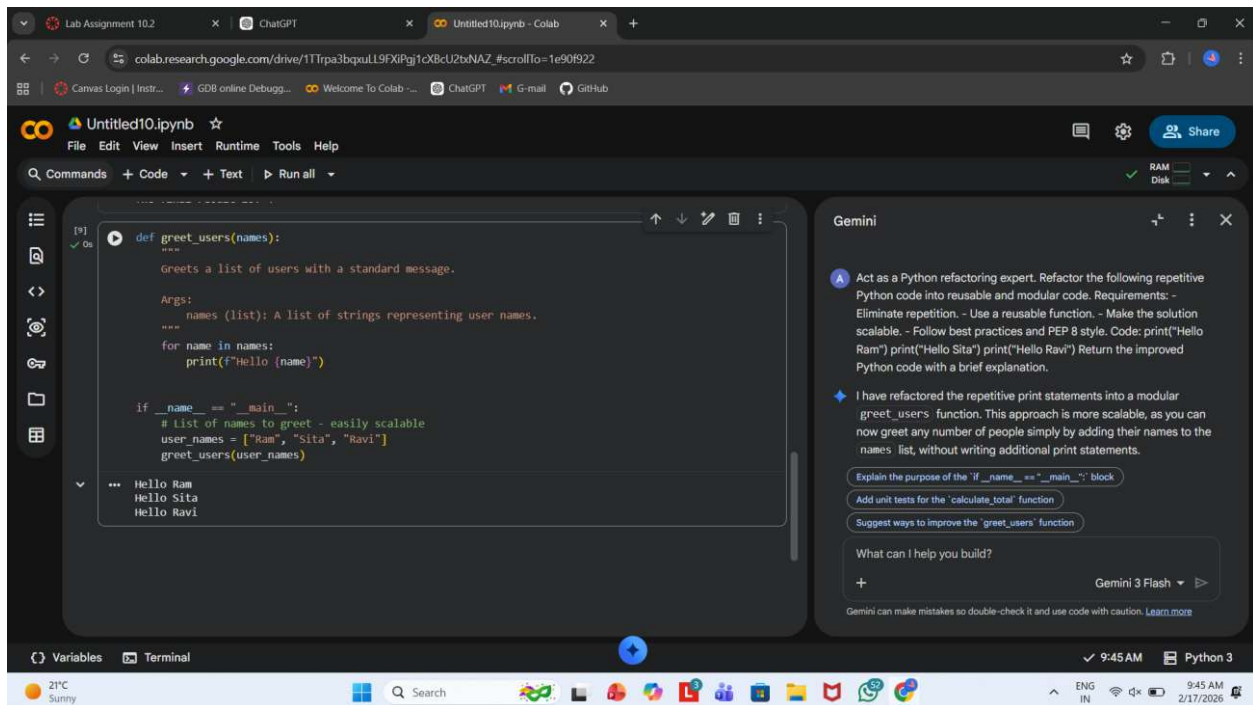 Lab Assignment 10.2
ChatGPT
Untitled10.ipynb - Colab
colab.research.google.com/drive/1TTrpa3bqxuLL9FXiPgj1cXBcU2txNAZ_#scrollTo=1e90f922
Canvas Login | Instr...
GDB online Debugg...
Welcome To Colab -...
ChatGPT
G-mail
GitHub
Untitled10.ipynb
File Edit View Insert Runtime Tools Help
Share
Commands + Code + Text Run all
RAM
Disk
[9]
0s
def greet_users(names):
"""
Greets a list of users with a standard message.
Args:
names (list): A list of strings representing user names.
"""
for name in names:
print(f"Hello {name}")
if __name__ == "__main__":
# List of names to greet - easily scalable
user_names = ["Ram", "Sita", "Ravi"]
greet_users(user_names)
Hello Ram
Hello Sita
Hello Ravi
Gemini
A
Act as a Python refactoring expert. Refactor the following repetitive
Python code into reusable and modular code. Requirements: -
Eliminate repetition. - Use a reusable function. - Make the solution
scalable. - Follow best practices and PEP 8 style. Code: print("Hello
Ram") print("Hello Sita") print("Hello Ravi") Return the improved
Python code with a brief explanation.
I have refactored the repetitive print statements into a modular
greet_users function. This approach is more scalable, as you can
now greet any number of people simply by adding their names to the
names list, without writing additional print statements.
Explain the purpose of the `if __name__ == "__main__":` block
Add unit tests for the `calculate_total` function
Suggest ways to improve the `greet_users` function
What can I help you build?
Gemini 3 Flash
Gemini can make mistakes so double-check it and use code with caution. Learn more
{} Variables
Terminal
9:45 AM
Python 3
21°C
Sunny
Search
3
52
ENG
IN
9:45 AM
2/17/2026